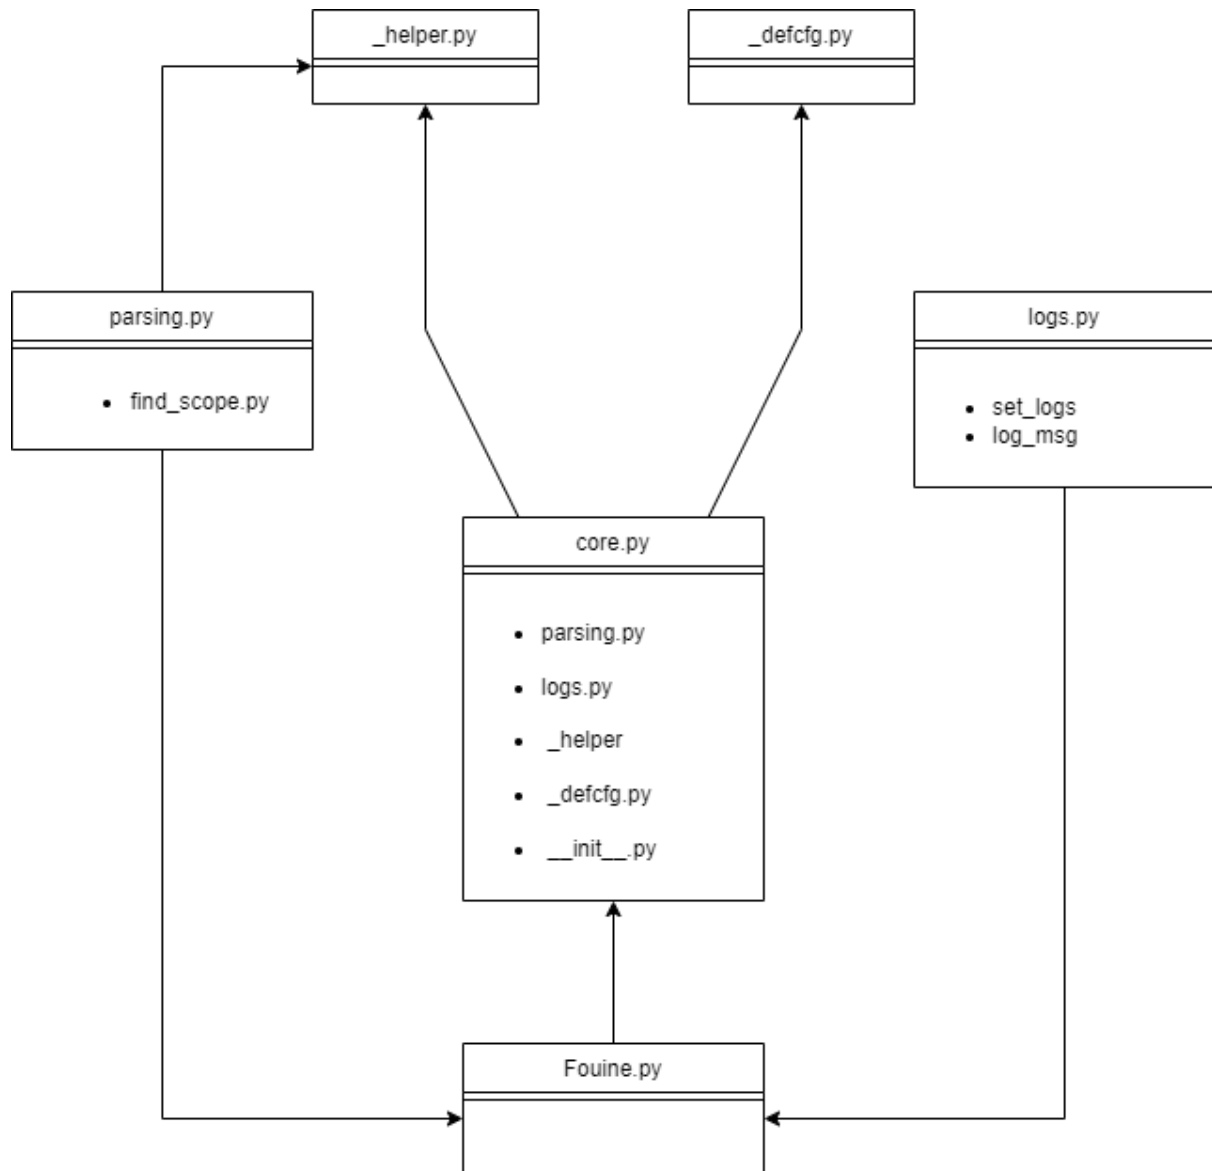 _helper.py
_defcfg.py
parsing.py
find_scope.py
logs.py
set_logs
log_msg
core.py
parsing.py
logs.py
_helper
_defcfg.py
__init__.py
Fouine.py